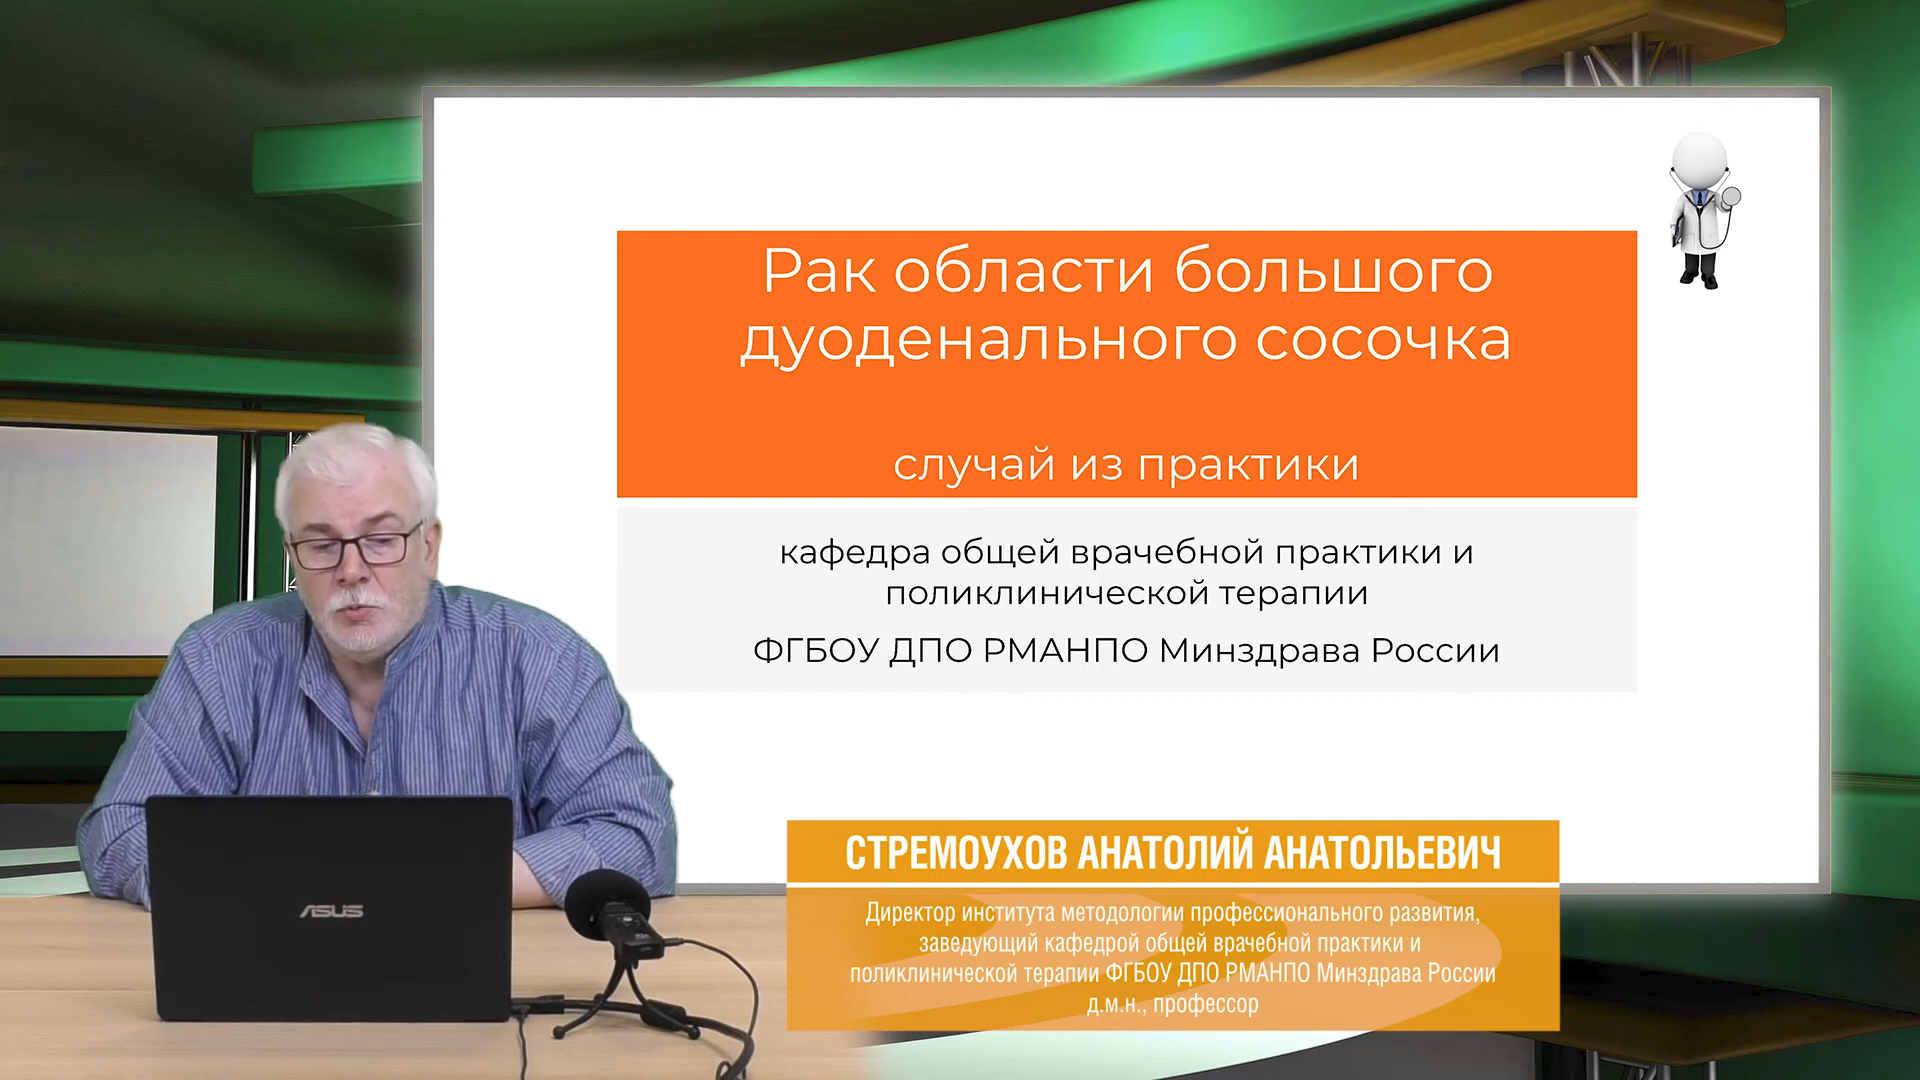 Рак области большого
дуоденального сосочка
случай из практики
кафедра общей врачебной практики и
поликлинической терапии
ФГБОУ ДПО РМАНПО Минздрава России
СТРЕМОУХОВ АНАТОЛИЙ АНАТОЛЬЕВИЧ
Директор института методологии профессионального развития,
заведующий кафедрой общей врачебной практики и
поликлинической терапии ФГБОУ ДПО РМАНПО Минздрава России
д.м.н., профессор
ASUS